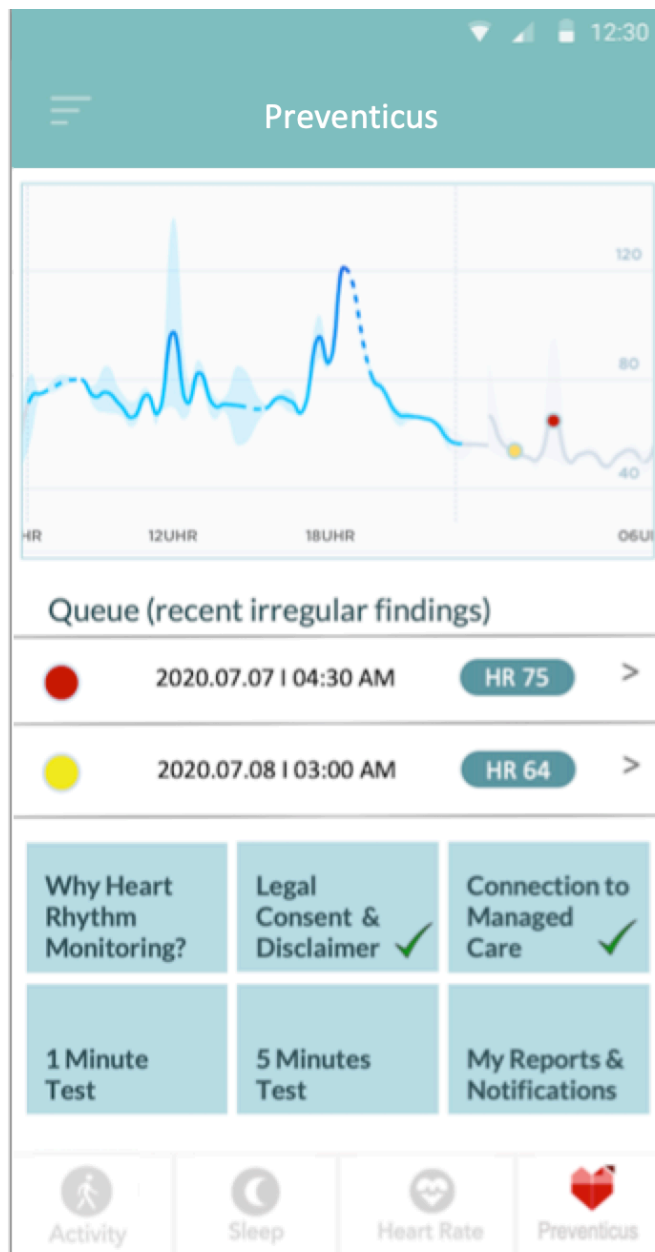 12:30
Preventicus
120
80
40
HR
12UHR
18UHR
06U
Queue (recent irregular findings)
2020.07.07 I 04:30 AM HR 75 >
2020.07.08 I 03:00 AM HR 64 >
Why Heart
Rhythm
Monitoring?
Legal
Consent &
Disclaimer
Connection to
Managed
Care
1 Minute
Test
5 Minutes
Test
My Reports &
Notifications
Activity
Sleep
Heart Rate
Preventicus